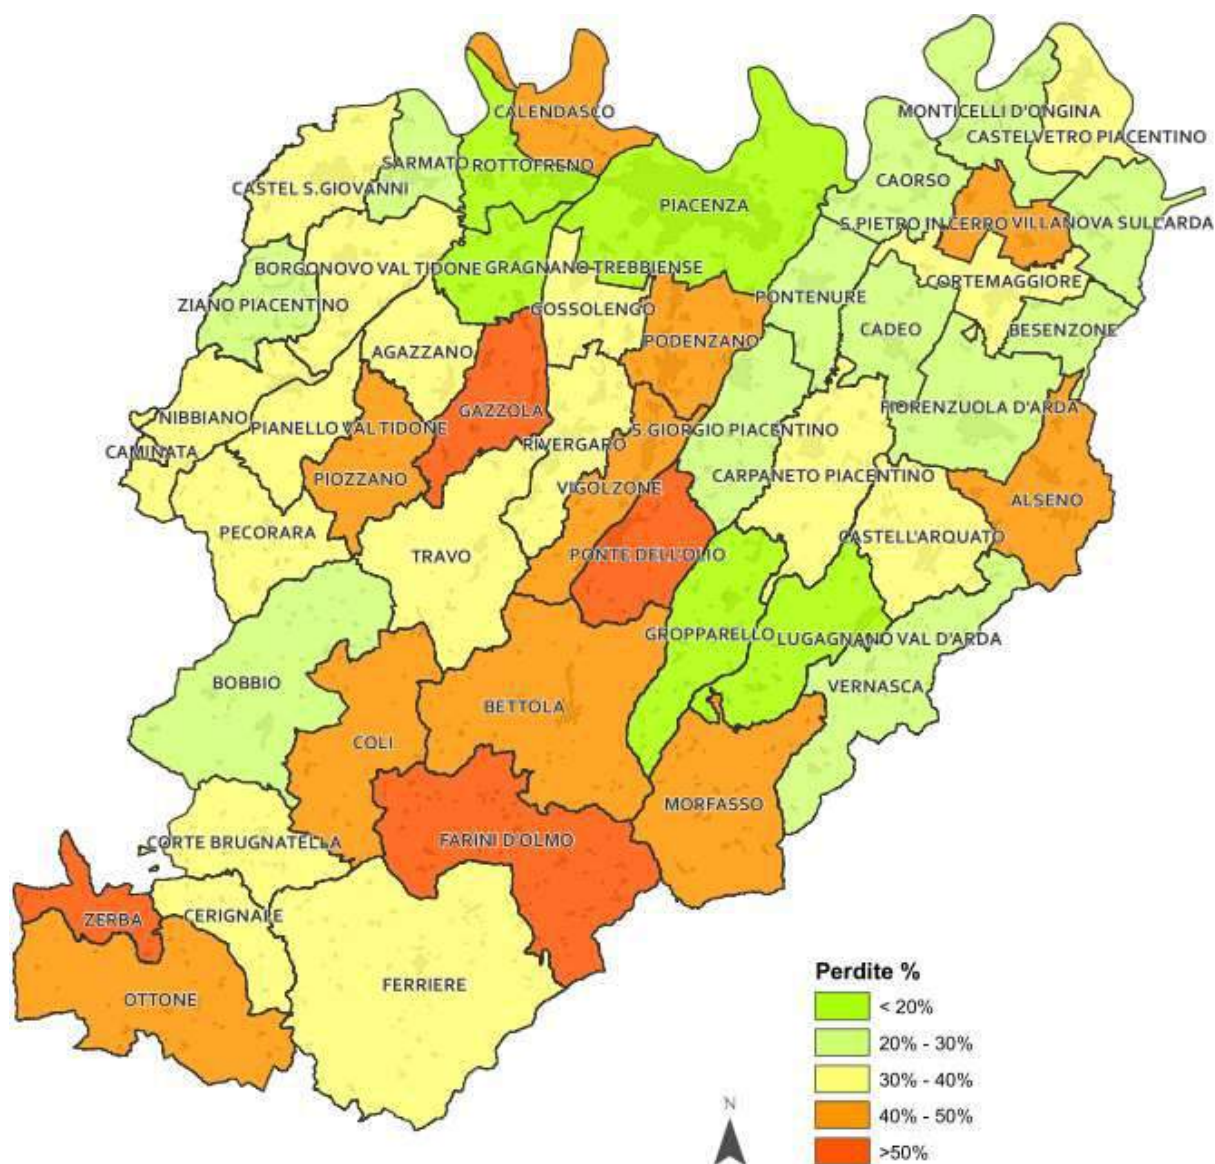 CALENDASCO
MONTICELLI D'ONGINA
CASTELVETRO PIACENTINO
SARMATO
ROTTOFRENO
CASTEL S.GIOVANNI
CAORSO
PIACENZA
S.PIETRO IN CERRO
VILLANOVA SULL'ARDA
BORGONOVO VAL TIDONE
GRAGNANO TREBBIENSE
ZIANO PIACENTINO
GOSSOLENGO
PONTENURE
CORTEMAGGIORE
CADEO
BESENZONE
AGAZZANO
PODENZANO
GAZZOLA
FIORENZUOLA D'ARDA
NIBBIANO
PIANELLO VALTIDONE
S.GIORGIO PIACENTINO
CAMINATA
RIVERGARO
PIOZZANO
VIGOLZONE
CARPANETO PIACENTINO
ALSENO
PECORARA
TRAVO
PONTE DELL'OLIO
CASTELL'ARQUATO
GROPPARELLO
LUGAGNANO VAL D'ARDA
BOBBIO
VERNASCA
BETTOLA
COLI
MORFASSO
CORTE BRUGNATELLA
FARINI D'OLMO
ZERBA
CERIGNALE
OTTONE
FERRIERE
Perdite %
< 20%
20% - 30%
30% - 40%
40% - 50%
>50%
N